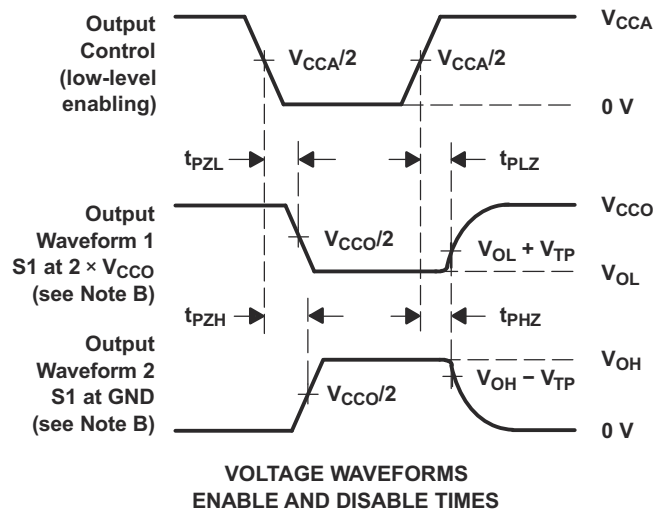 Output
Control
(low-level
enabling)
V_CCA/2
V_CCA/2
V_CCA
0 V
t_PZL
t_PLZ
Output
Waveform 1
S1 at 2 × V_CCO
(see Note B)
V_CCO/2
V_CCO
V_OL + V_TP
V_OL
t_PZH
t_PHZ
Output
Waveform 2
S1 at GND
(see Note B)
V_CCO/2
V_OH
V_OH − V_TP
0 V
VOLTAGE WAVEFORMS
ENABLE AND DISABLE TIMES